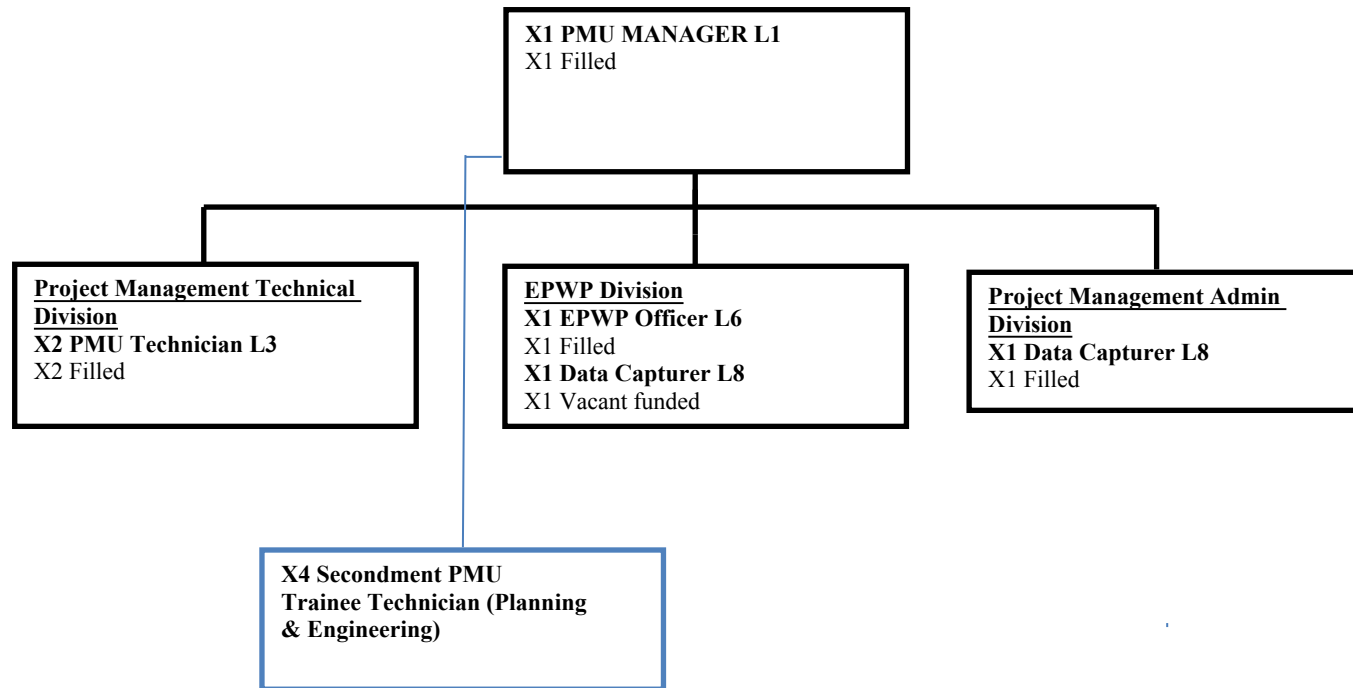 X1 PMU MANAGER L1
X1 Filled
Project Management Technical
Division
X2 PMU Technician L3
X2 Filled
EPWP Division
X1 EPWP Officer L6
X1 Filled
X1 Data Capturer L8
X1 Vacant funded
Project Management Admin
Division
X1 Data Capturer L8
X1 Filled
X4 Secondment PMU
Trainee Technician (Planning
& Engineering)